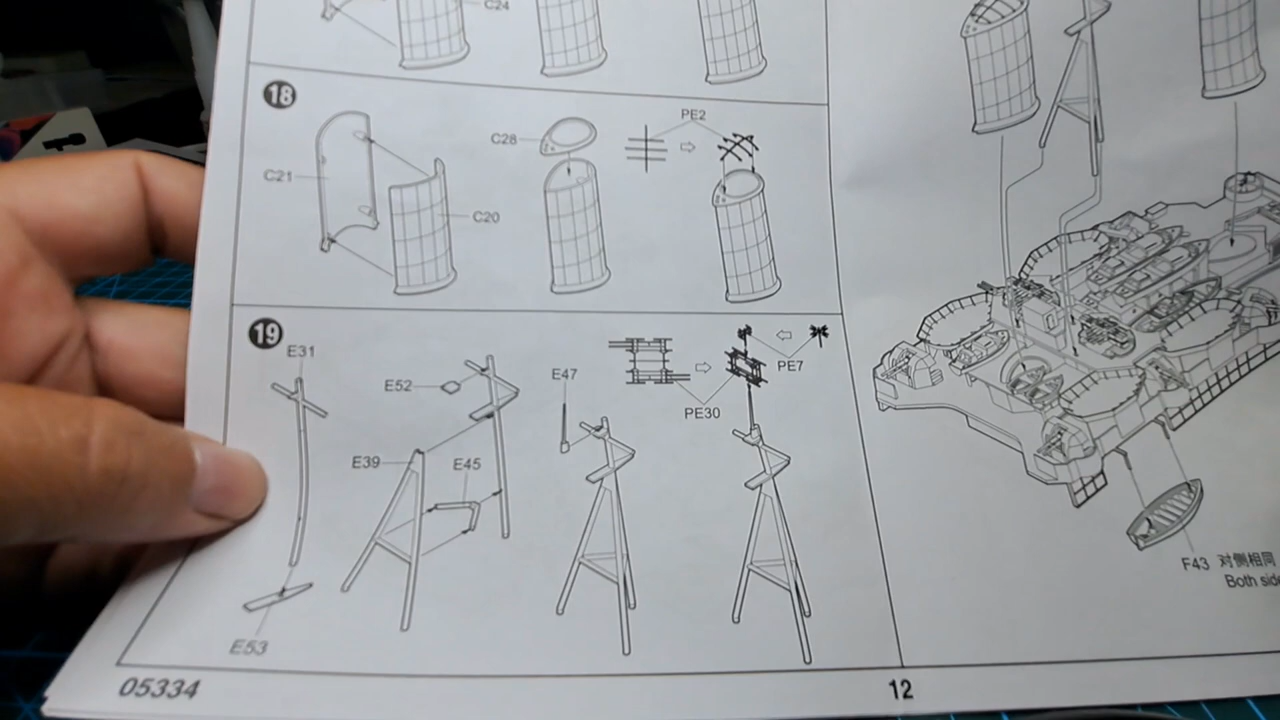 C24
18
PE2
C28
C21
C20
19
E31
PE7
E52
E47
PE30
E39
E45
F43 对侧相同
Both side
E53
05334
12